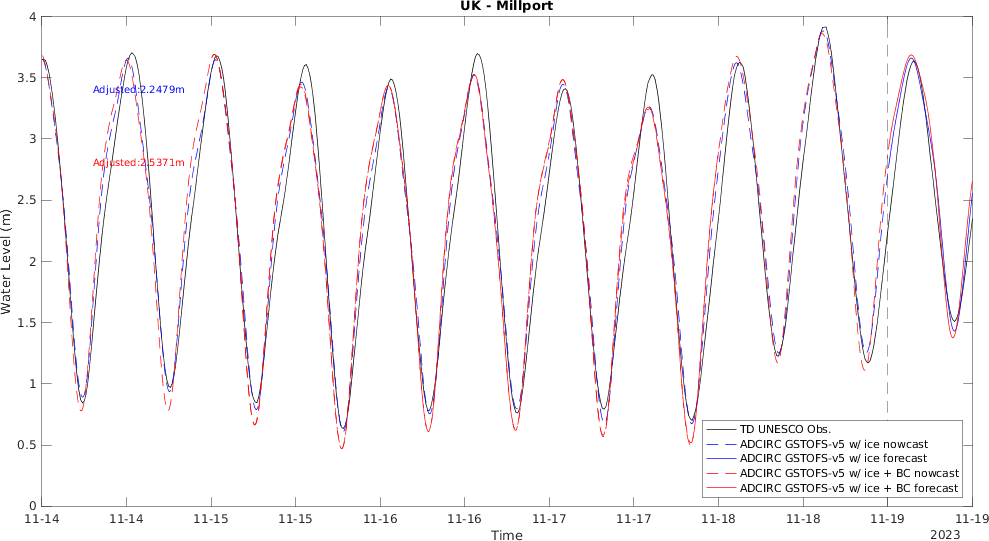 UK - Millport
4
3.5
3
2.5
2
1.5
1
0.5
0
Water Level (m)
Adjusted:2.2479m
Adjusted:2.5371m
TD UNESCO Obs.
ADCIRC GSTOFS-v5 w/ ice nowcast
ADCIRC GSTOFS-v5 w/ ice forecast
ADCIRC GSTOFS-v5 w/ ice + BC nowcast
ADCIRC GSTOFS-v5 w/ ice + BC forecast
11-14 11-14 11-15 11-15 11-16 11-16 11-17 11-17 11-18 11-18 11-19 11-19
Time
2023